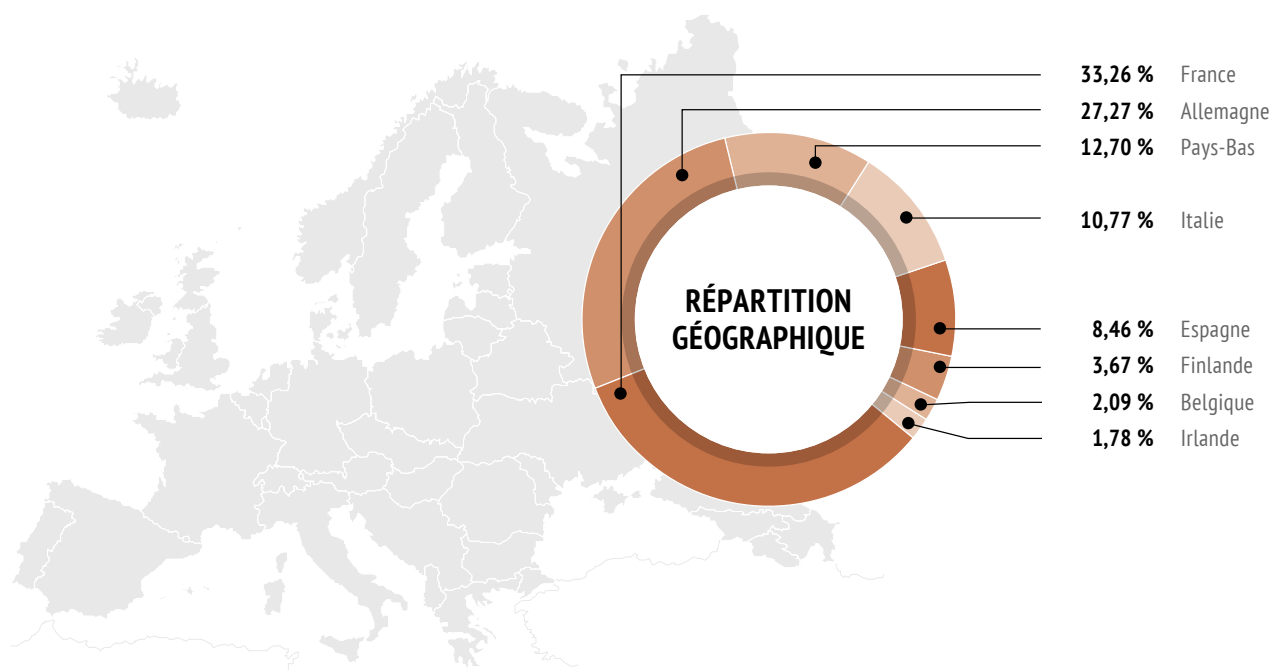 33,26 % France
27,27 % Allemagne
12,70 % Pays-Bas
10,77 % Italie
RÉPARTITION
GÉOGRAPHIQUE
8,46 % Espagne
3,67 % Finlande
2,09 % Belgique
1,78 % Irlande